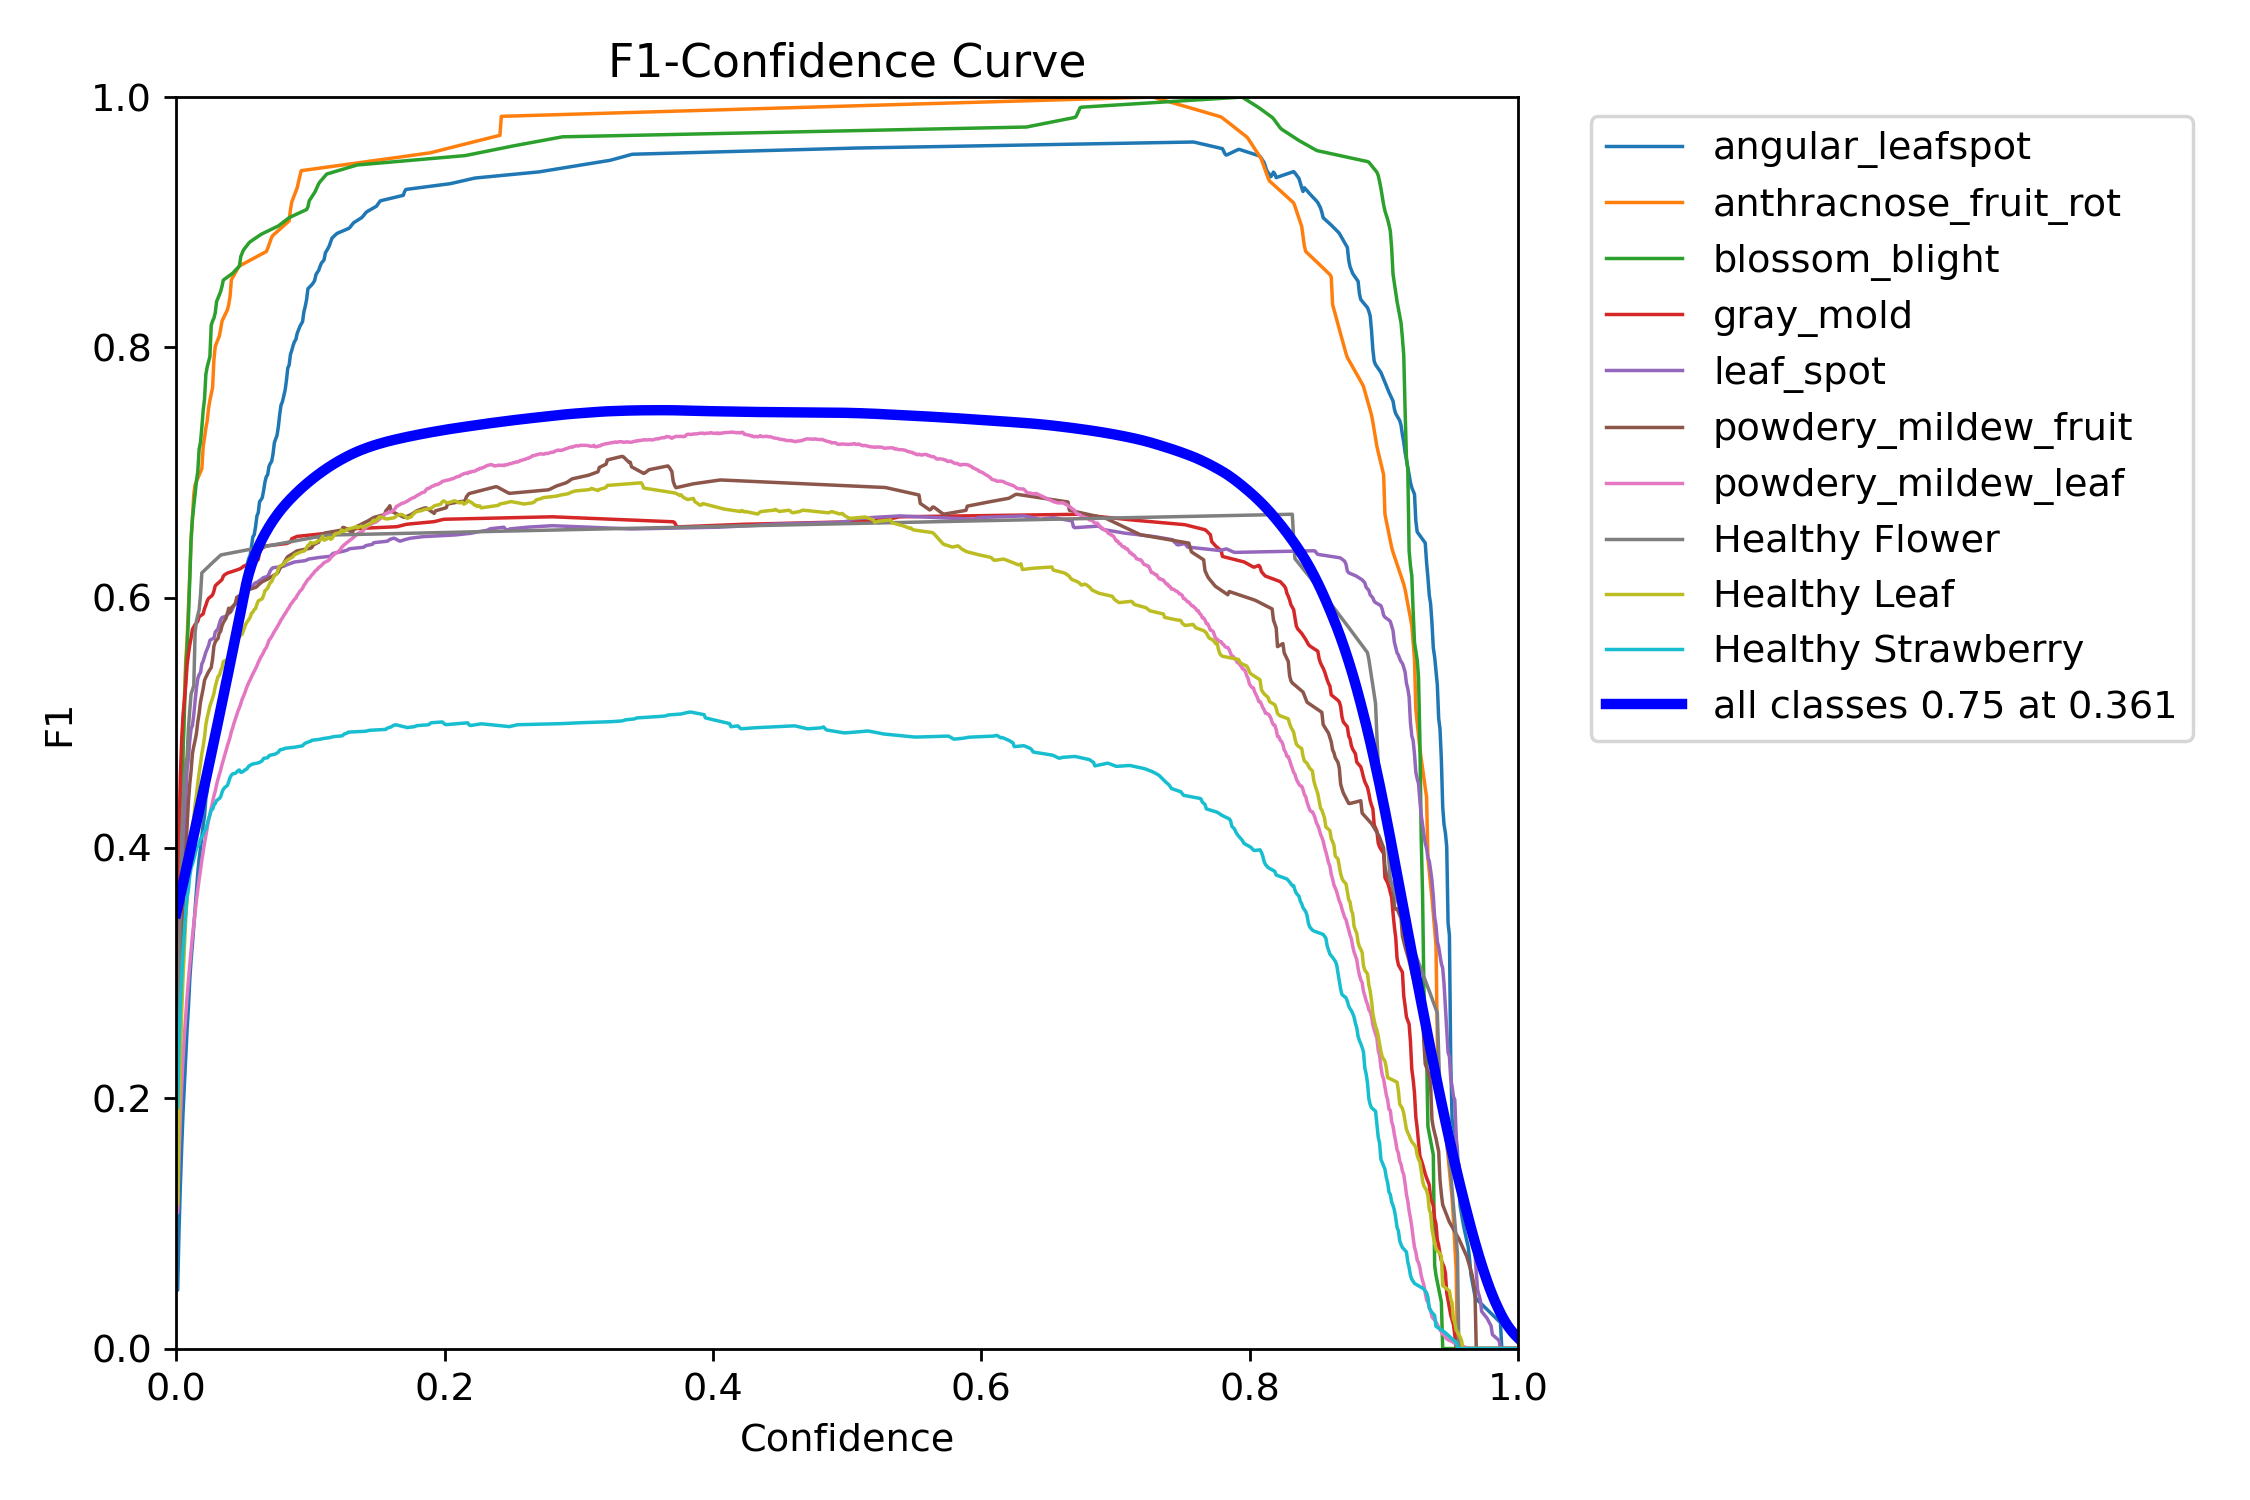 F1-Confidence Curve
1.0
0.8
0.6
0.4
0.2
0.0
F1
0.0 0.2 0.4 0.6 0.8 1.0
Confidence
angular_leafspot
anthracnose_fruit_rot
blossom_blight
gray_mold
leaf_spot
powdery_mildew_fruit
powdery_mildew_leaf
Healthy Flower
Healthy Leaf
Healthy Strawberry
all classes 0.75 at 0.361